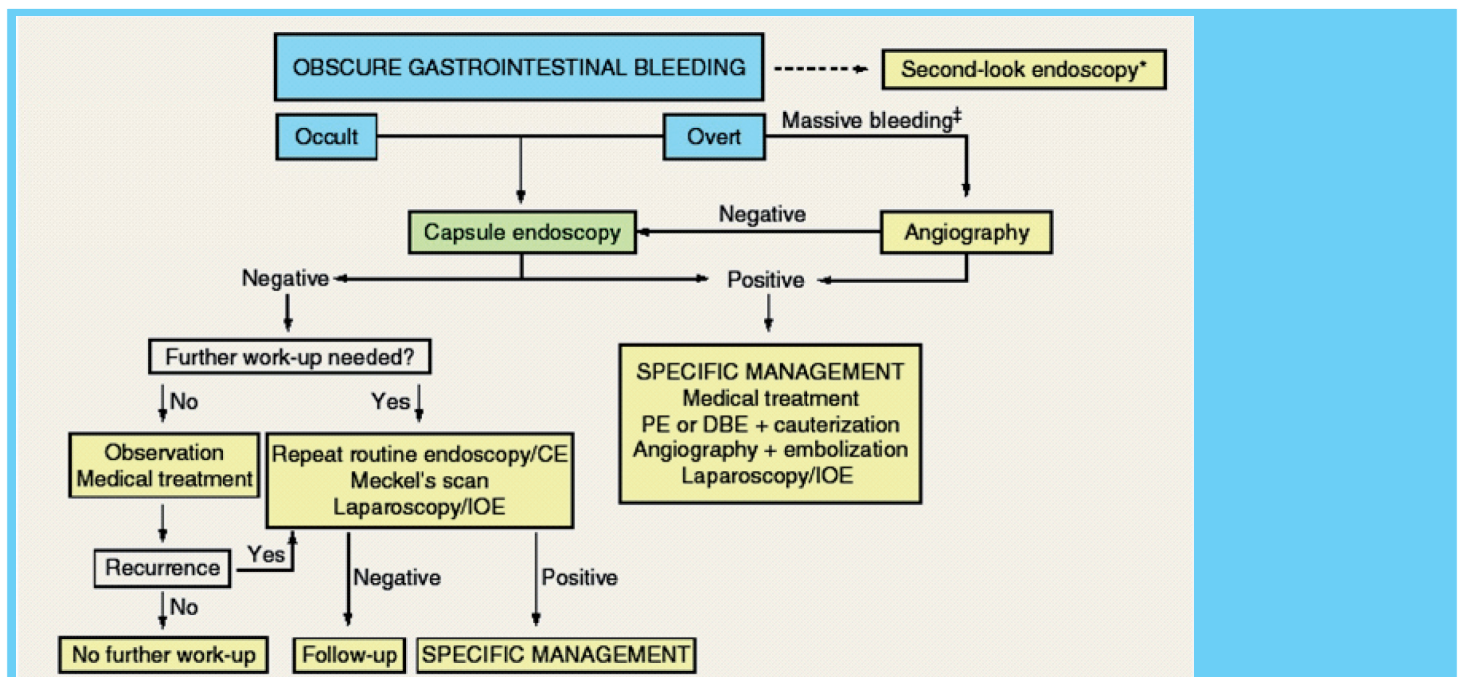 OBSCURE GASTROINTESTINAL BLEEDING
Second-look endoscopy*
Occult
Overt
Massive bleeding‡
Capsule endoscopy
Negative
Angiography
Negative
Positive
Further work-up needed?
SPECIFIC MANAGEMENT
Medical treatment
PE or DBE + cauterization
Angiography + embolization
Laparoscopy/IOE
No
Yes
Observation
Medical treatment
Repeat routine endoscopy/CE
Meckel's scan
Laparoscopy/IOE
Recurrence
Yes
Negative
Positive
No
No further work-up
Follow-up
SPECIFIC MANAGEMENT